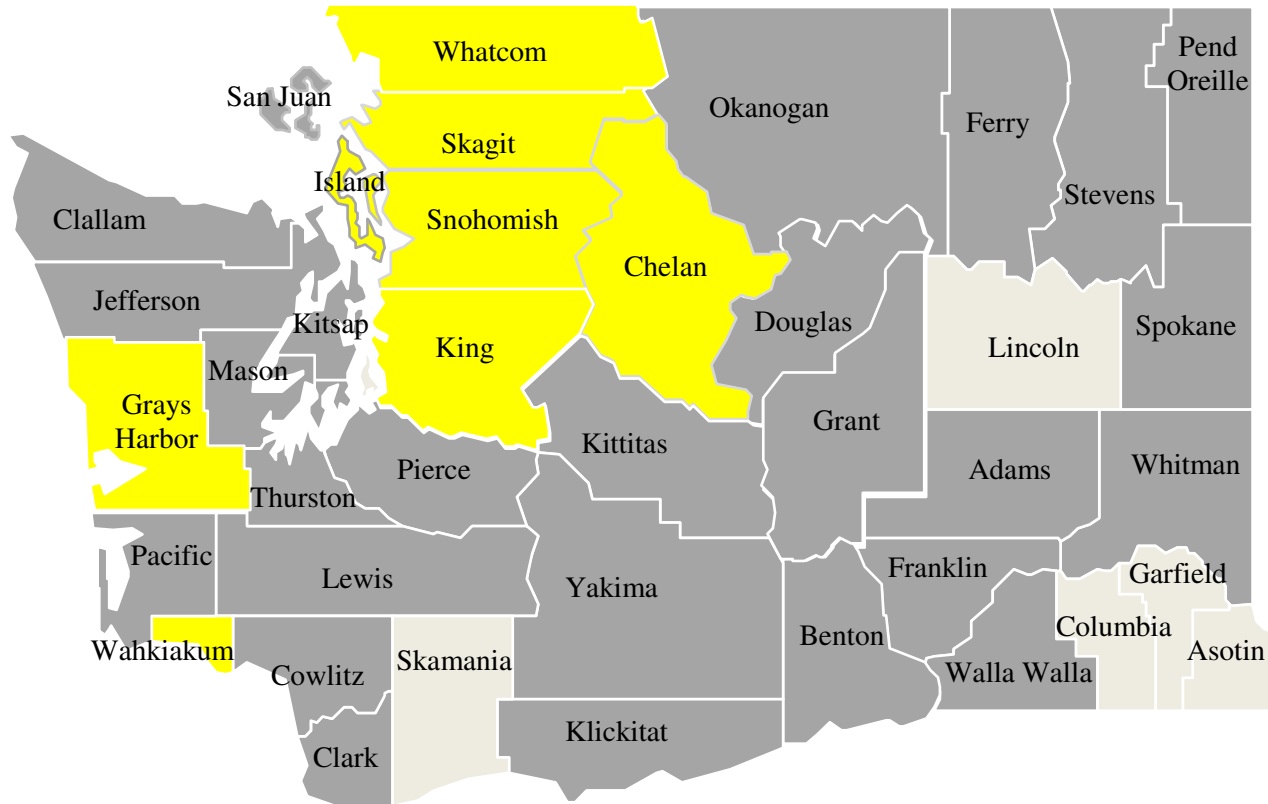 Whatcom
Pend
Oreille
San Juan
Okanogan
Ferry
Skagit
Island
Stevens
Clallam
Snohomish
Chelan
Jefferson
Kitsap
Douglas
Spokane
King
Lincoln
Mason
Grays
Harbor
Grant
Kittitas
Pierce
Adams
Whitman
Thurston
Pacific
Lewis
Yakima
Franklin
Garfield
Columbia
Benton
Wahkiakum
Skamania
Asotin
Cowlitz
Walla Walla
Klickitat
Clark